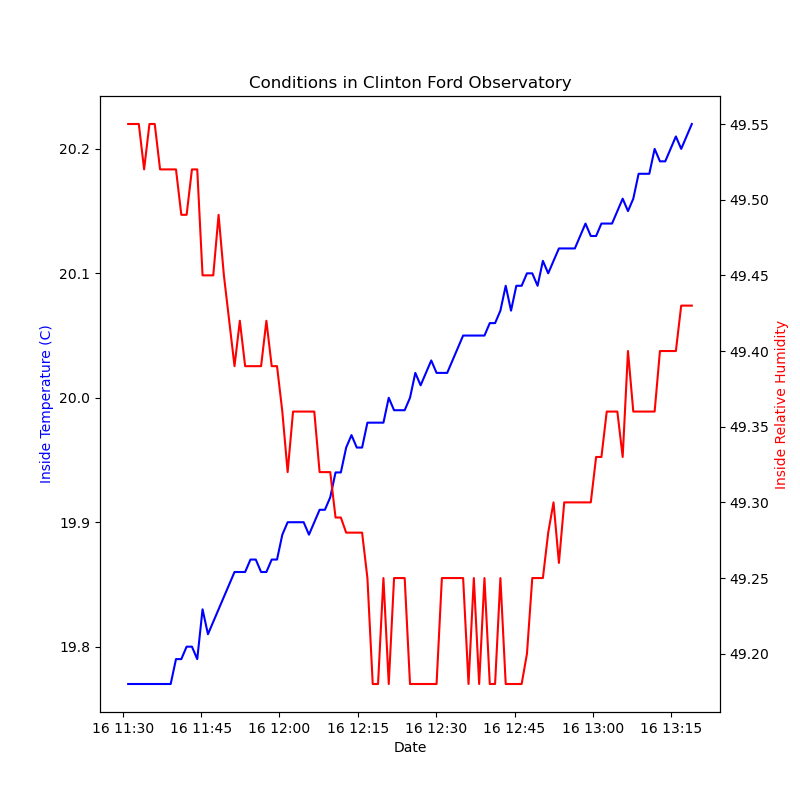 Conditions in Clinton Ford Observatory
Inside Temperature (C)
20.2
20.1
20.0
19.9
19.8
49.55
49.50
49.45
49.40
49.35
49.30
49.25
49.20
Inside Relative Humidity
16 11:30 16 11:45 16 12:00 16 12:15 16 12:30 16 12:45 16 13:00 16 13:15
Date